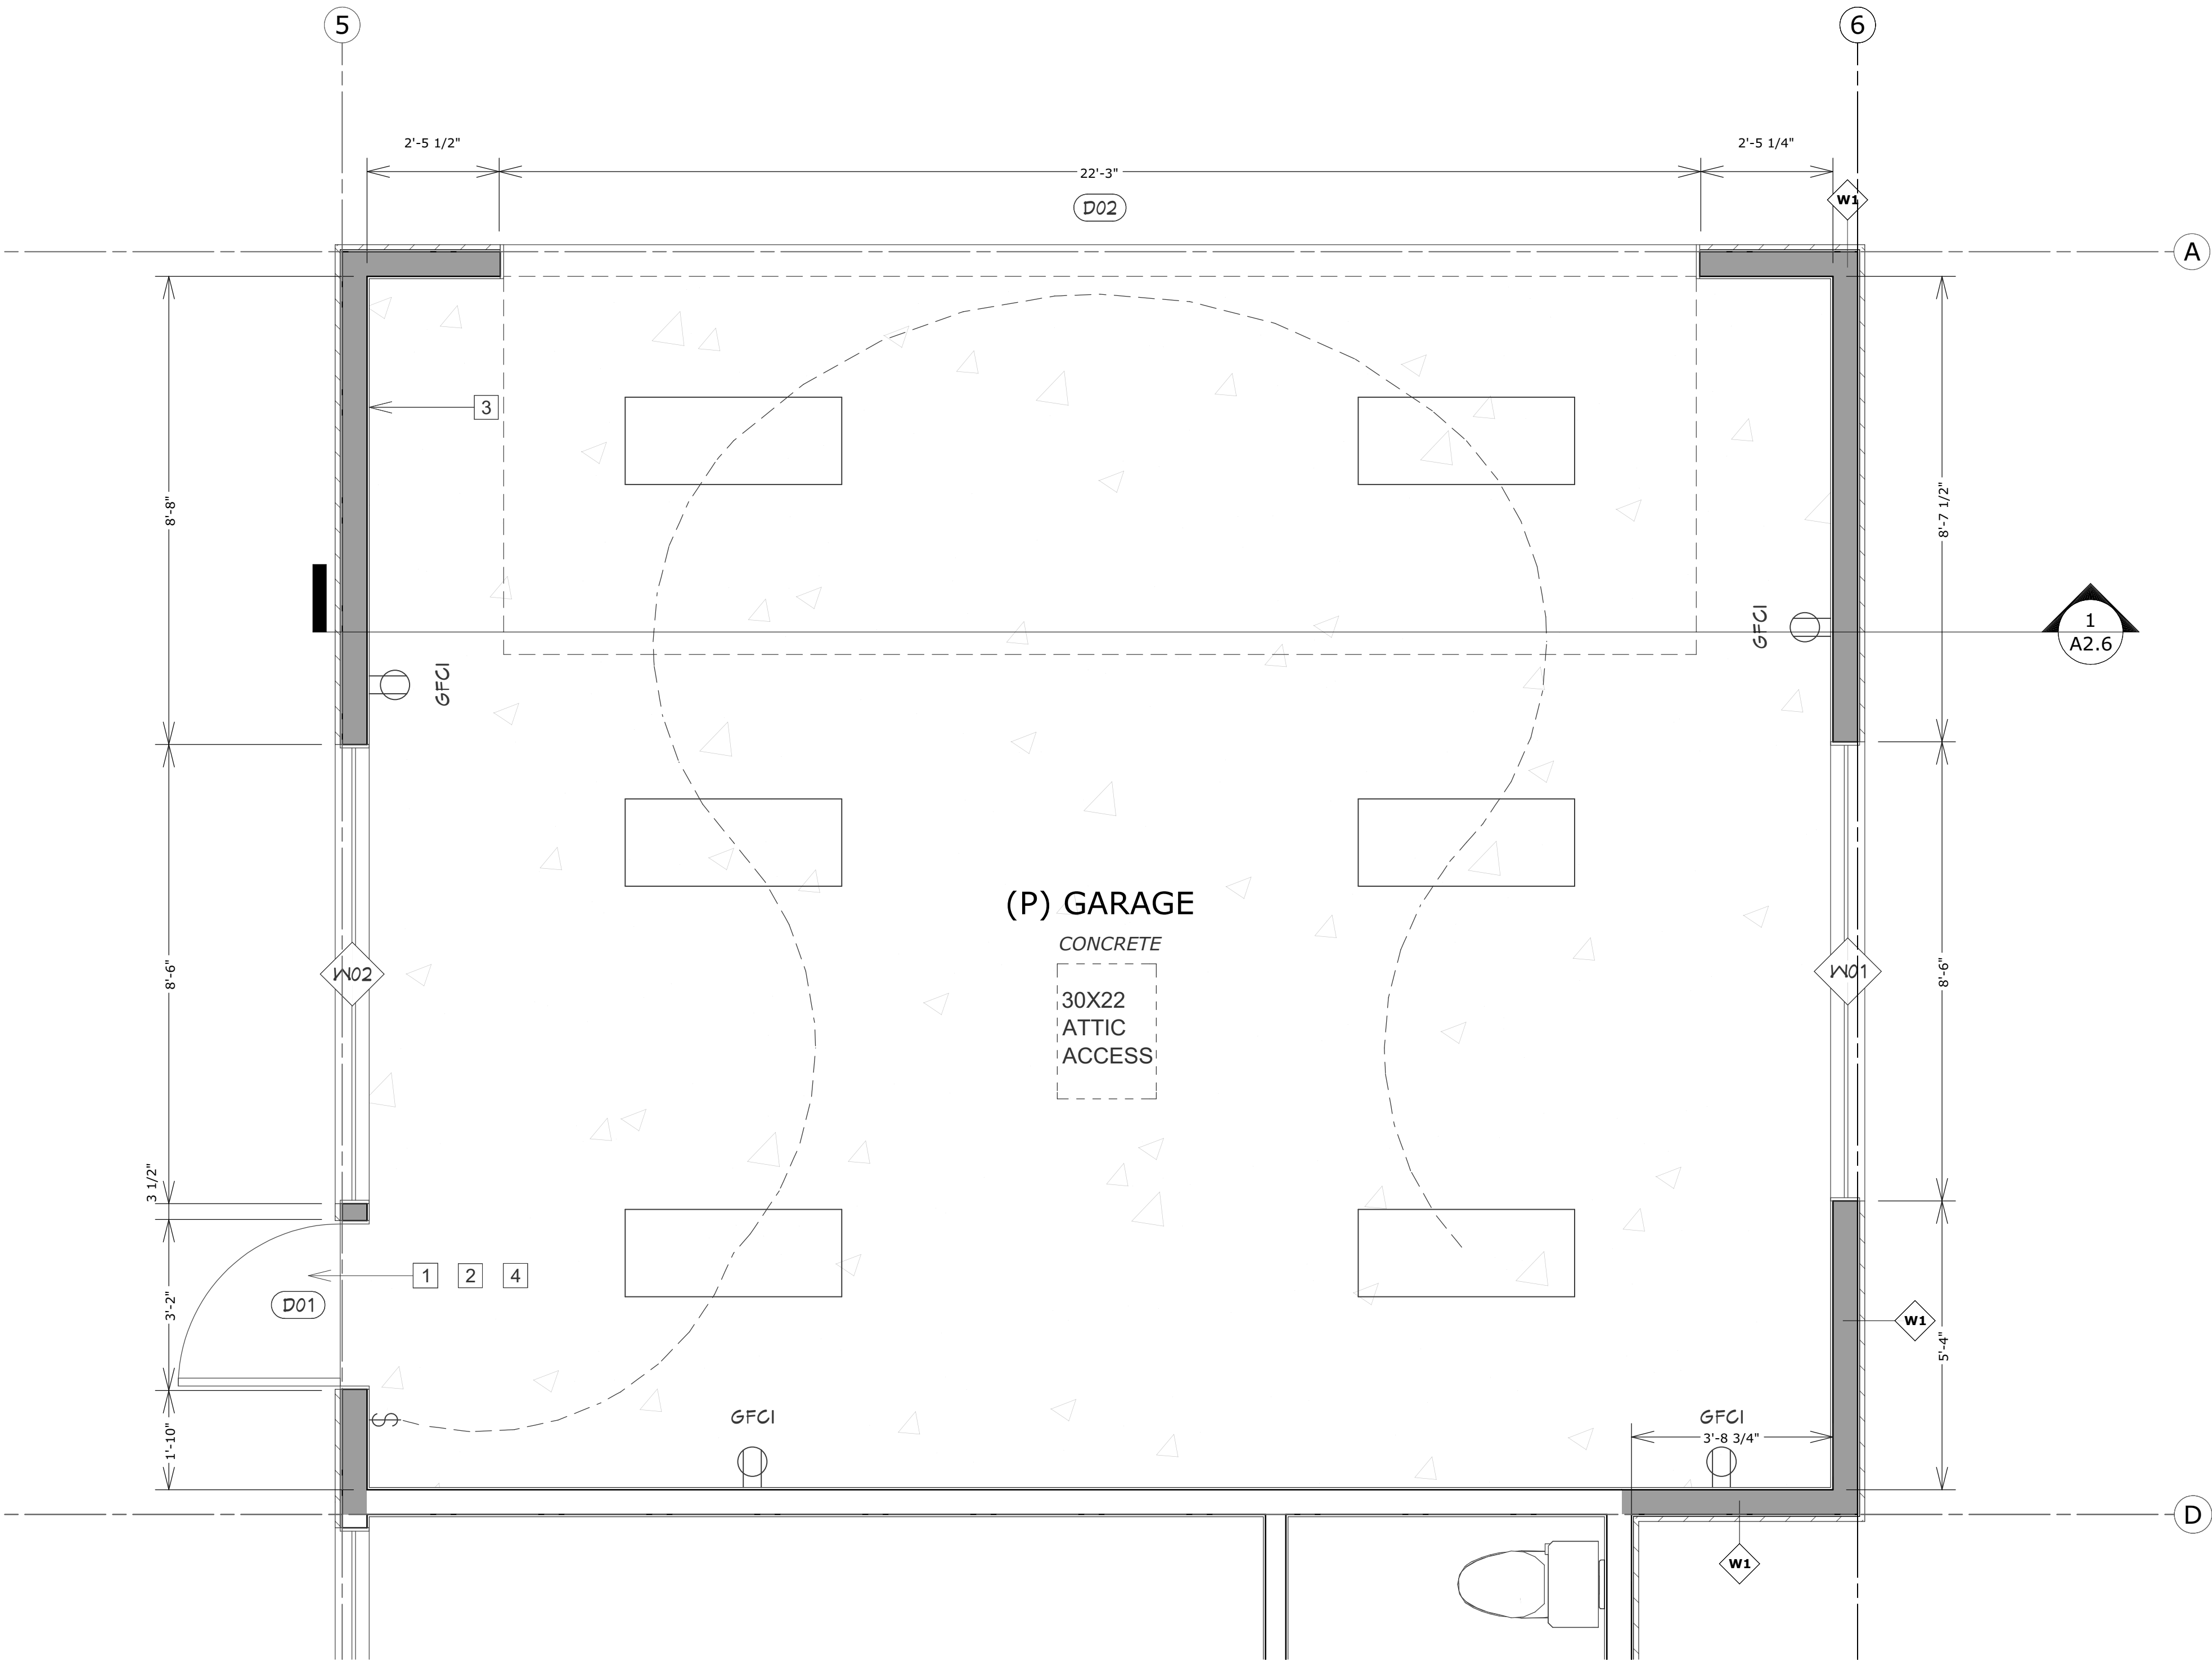 5
6
2'-5 1/2"
22'-3"
2'-5 1/4"
D02
W1
A
3
8'-8"
8'-7 1/2"
GFCI
GFCI
1
A2.6
(P) GARAGE
CONCRETE
30X22
ATTIC
ACCESS
W02
W01
8'-6"
8'-6"
3 1/2"
1 2 4
D01
3'-2"
W1
5'-4"
S
GFCI
GFCI
3'-8 3/4"
1'-10"
D
W1